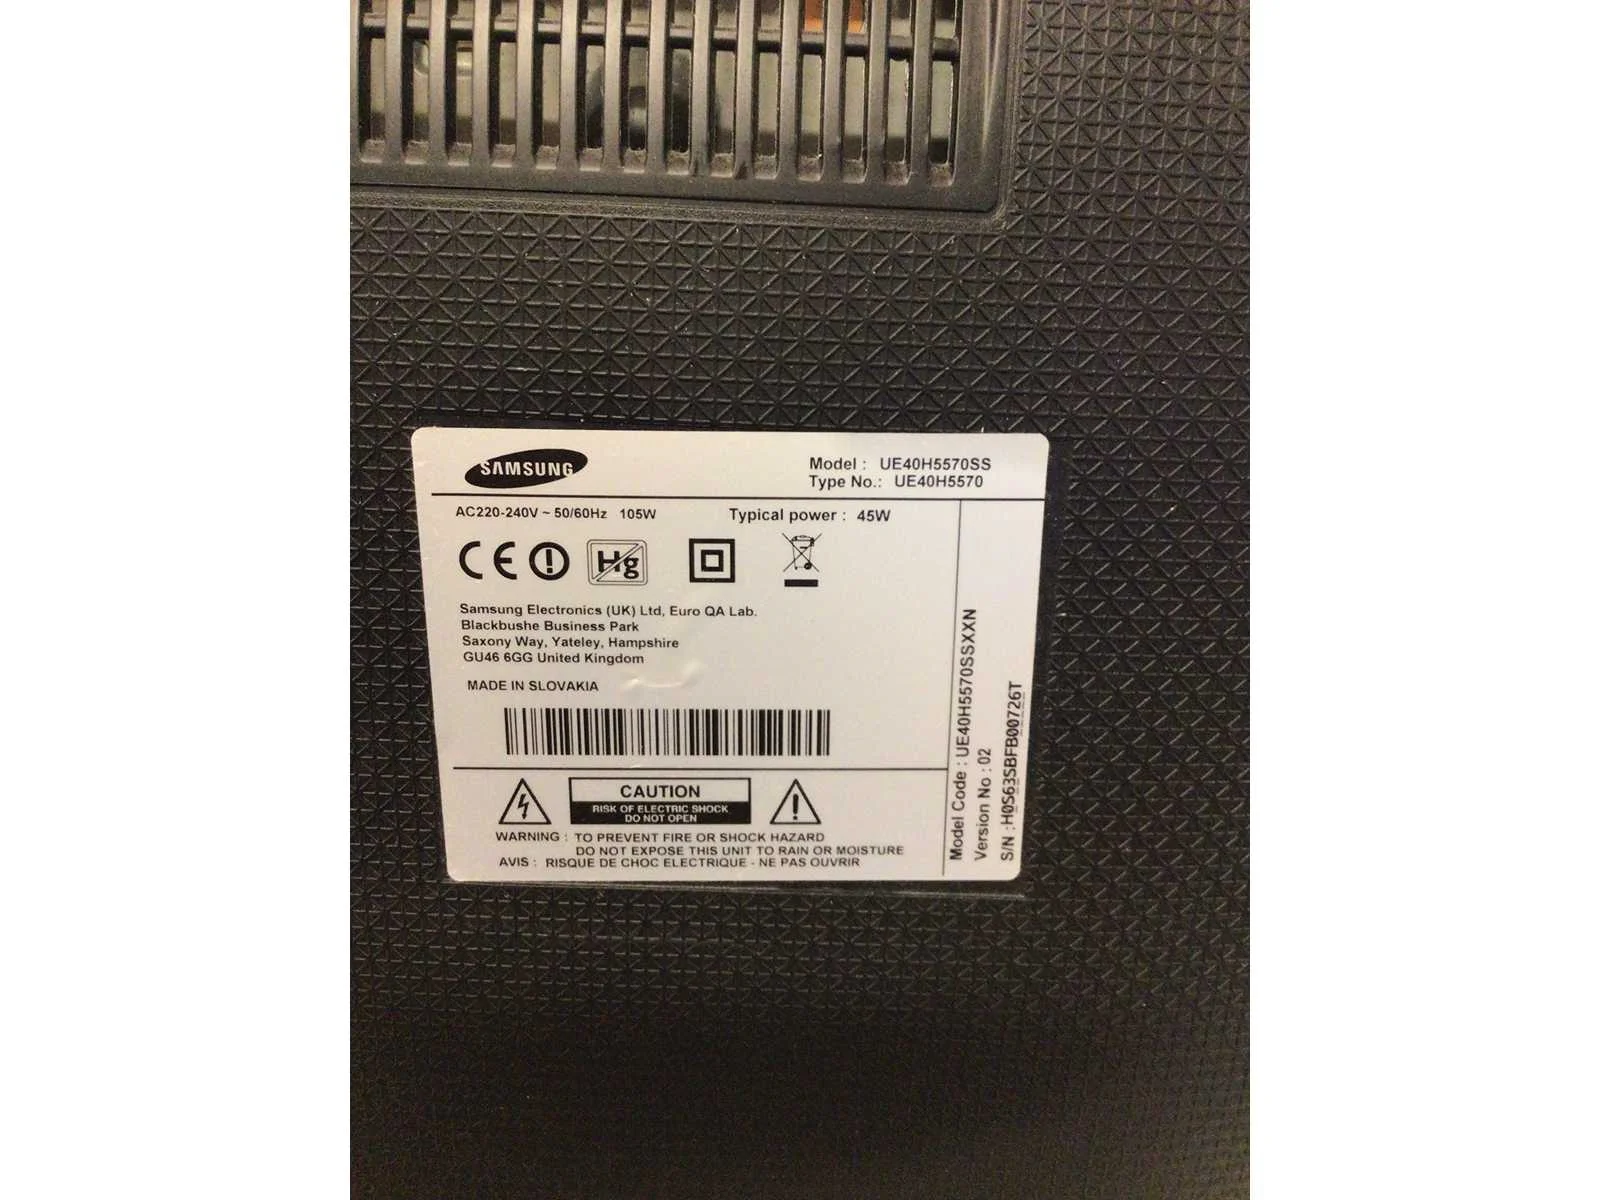 SAMSUNG
Model : UE40H5570SS
Type No.: UE40H5570
AC220-240V ~ 50/60Hz 105W Typical power : 45W
CE Hg
Samsung Electronics (UK) Ltd, Euro QA Lab.
Blackbushe Business Park
Saxony Way, Yateley, Hampshire
GU46 6GG United Kingdom
MADE IN SLOVAKIA
CAUTION
RISK OF ELECTRIC SHOCK
DO NOT OPEN
WARNING : TO PREVENT FIRE OR SHOCK HAZARD
DO NOT EXPOSE THIS UNIT TO RAIN OR MOISTURE
AVIS : RISQUE DE CHOC ELECTRIQUE - NE PAS OUVRIR
Model Code : UE40H5570SSXXN
Version No : 02
S/N : H0S63SBFB00726T